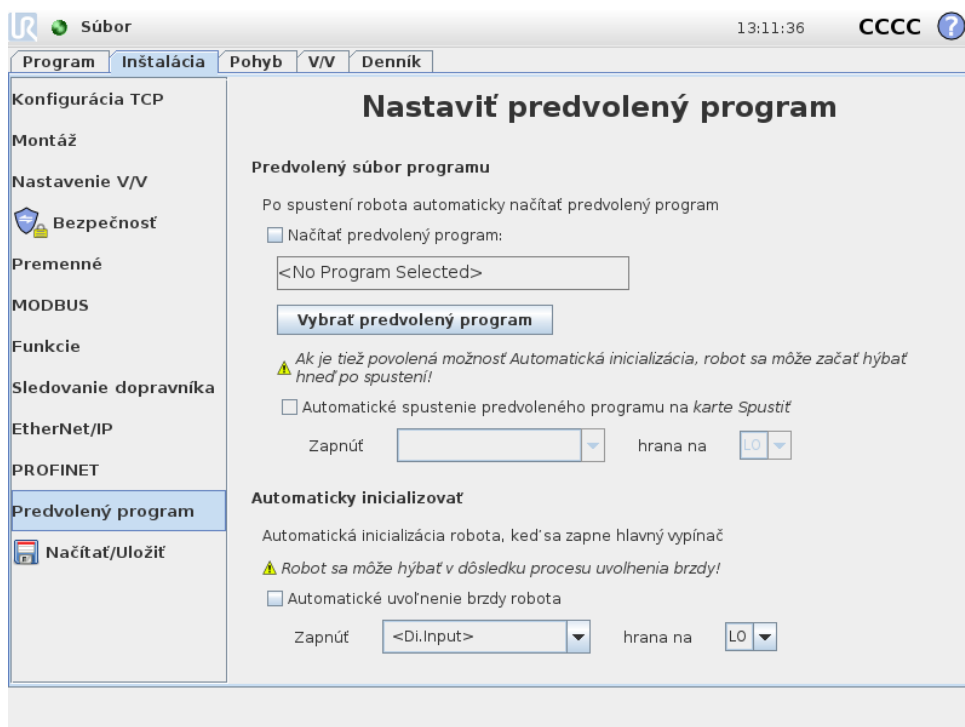 UR Súbor 13:11:36 CCCC ?
Program Inštalácia Pohyb V/V Denník
Konfigurácia TCP
Montáž
Nastavenie V/V
Bezpečnosť
Premenné
MODBUS
Funkcie
Sledovanie dopravníka
EtherNet/IP
PROFINET
Predvolený program
Načítať/Uložiť
Nastaviť predvolený program
Predvolený súbor programu
Po spustení robota automaticky načítať predvolený program
Načítať predvolený program:
<No Program Selected>
Vybrať predvolený program
Ak je tiež povolená možnosť Automatická inicializácia, robot sa môže začať hýbať
hneď po spustení!
Automatické spustenie predvoleného programu na karte Spustiť
Zapnúť hrana na LO
Automaticky inicializovať
Automatická inicializácia robota, keď sa zapne hlavný vypínač
Robot sa môže hýbať v dôsledku procesu uvoľnenia brzdy!
Automatické uvoľnenie brzdy robota
Zapnúť <Di.Input> hrana na LO